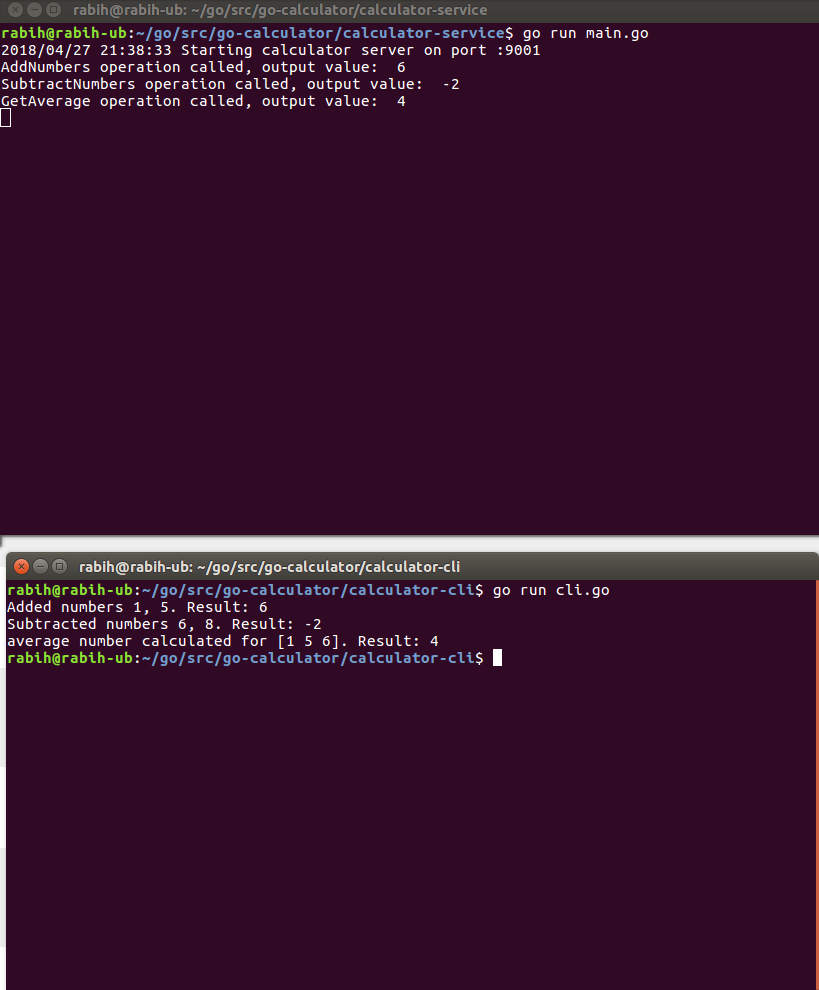 rabih@rabih-ub: ~/go/src/go-calculator/calculator-service
rabih@rabih-ub:~/go/src/go-calculator/calculator-service$ go run main.go
2018/04/27 21:38:33 Starting calculator server on port :9001
AddNumbers operation called, output value:  6
SubtractNumbers operation called, output value:  -2
GetAverage operation called, output value:  4
rabih@rabih-ub: ~/go/src/go-calculator/calculator-cli
rabih@rabih-ub:~/go/src/go-calculator/calculator-cli$ go run cli.go
Added numbers 1, 5. Result: 6
Subtracted numbers 6, 8. Result: -2
average number calculated for [1 5 6]. Result: 4
rabih@rabih-ub:~/go/src/go-calculator/calculator-cli$